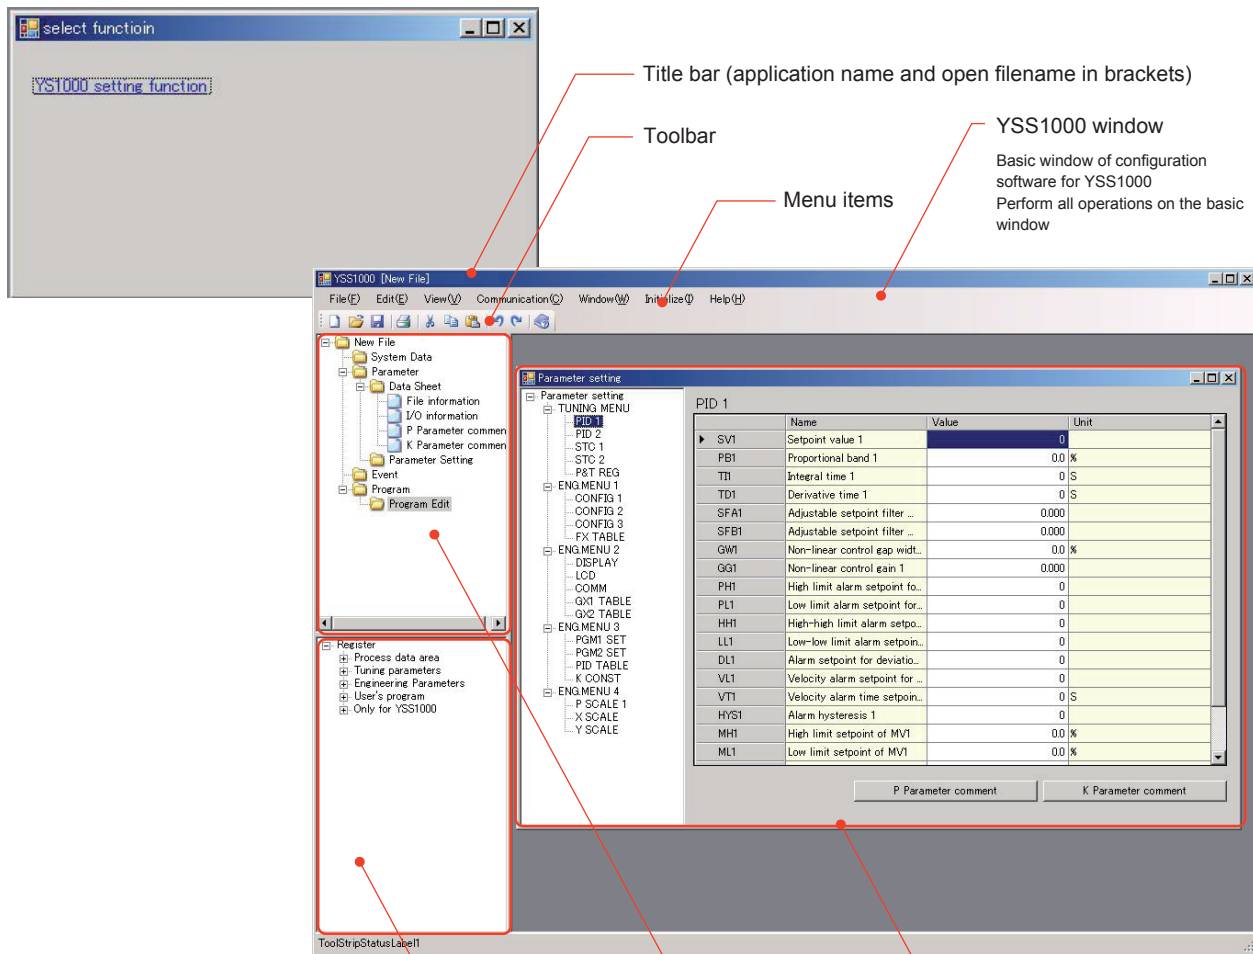 select functioin
YS1000 setting function
Title bar (application name and open filename in brackets)
Toolbar
Menu items
YSS1000 window
Basic window of configuration
software for YSS1000
Perform all operations on the basic
window
YSS1000 [New File]
File(F) Edit(E) View(V) Communication(C) Window(W) Initialize(I) Help(H)
New File
System Data
Parameter
Data Sheet
File information
I/O information
P Parameter commen
K Parameter commen
Parameter Setting
Event
Program
Program Edit
Register
Process data area
Tuning parameters
Engineering Parameters
User's program
Only for YSS1000
Parameter setting
Parameter setting
TUNING MENU
PID 1
PID 2
STC 1
STC 2
P&T REG
ENG.MENU 1
CONFIG 1
CONFIG 2
CONFIG 3
FX TABLE
ENG.MENU 2
DISPLAY
LCD
COMM
GX1 TABLE
GX2 TABLE
ENG.MENU 3
PGM1 SET
PGM2 SET
PID TABLE
K CONST
ENG.MENU 4
P SCALE 1
X SCALE
Y SCALE
PID 1
Name Value Unit
SV1 Setpoint value 1 0
PB1 Proportional band 1 0.0 %
TI1 Integral time 1 0 S
TD1 Derivative time 1 0 S
SFA1 Adjustable setpoint filter ... 0.000
SFB1 Adjustable setpoint filter ... 0.000
GW1 Non-linear control gap widt... 0.0 %
GG1 Non-linear control gain 1 0.000
PH1 High limit alarm setpoint fo... 0
PL1 Low limit alarm setpoint for... 0
HH1 High-high limit alarm setpo... 0
LL1 Low-low limit alarm setpoin... 0
DL1 Alarm setpoint for deviatio... 0
VL1 Velocity alarm setpoint for ... 0
VT1 Velocity alarm time setpoin... 0 S
HYS1 Alarm hysteresis 1 0
MH1 High limit setpoint of MV1 0.0 %
ML1 Low limit setpoint of MV1 0.0 %
P Parameter comment K Parameter comment
ToolStripStatusLabel1